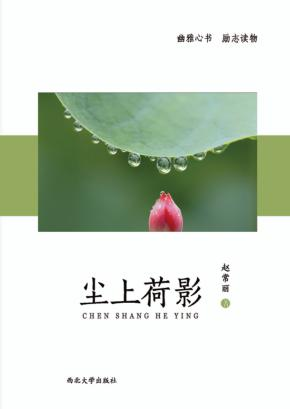 幽雅心书 励志读物
尘上荷影
CHEN SHANG HE YING
赵常丽
著
西北大学出版社